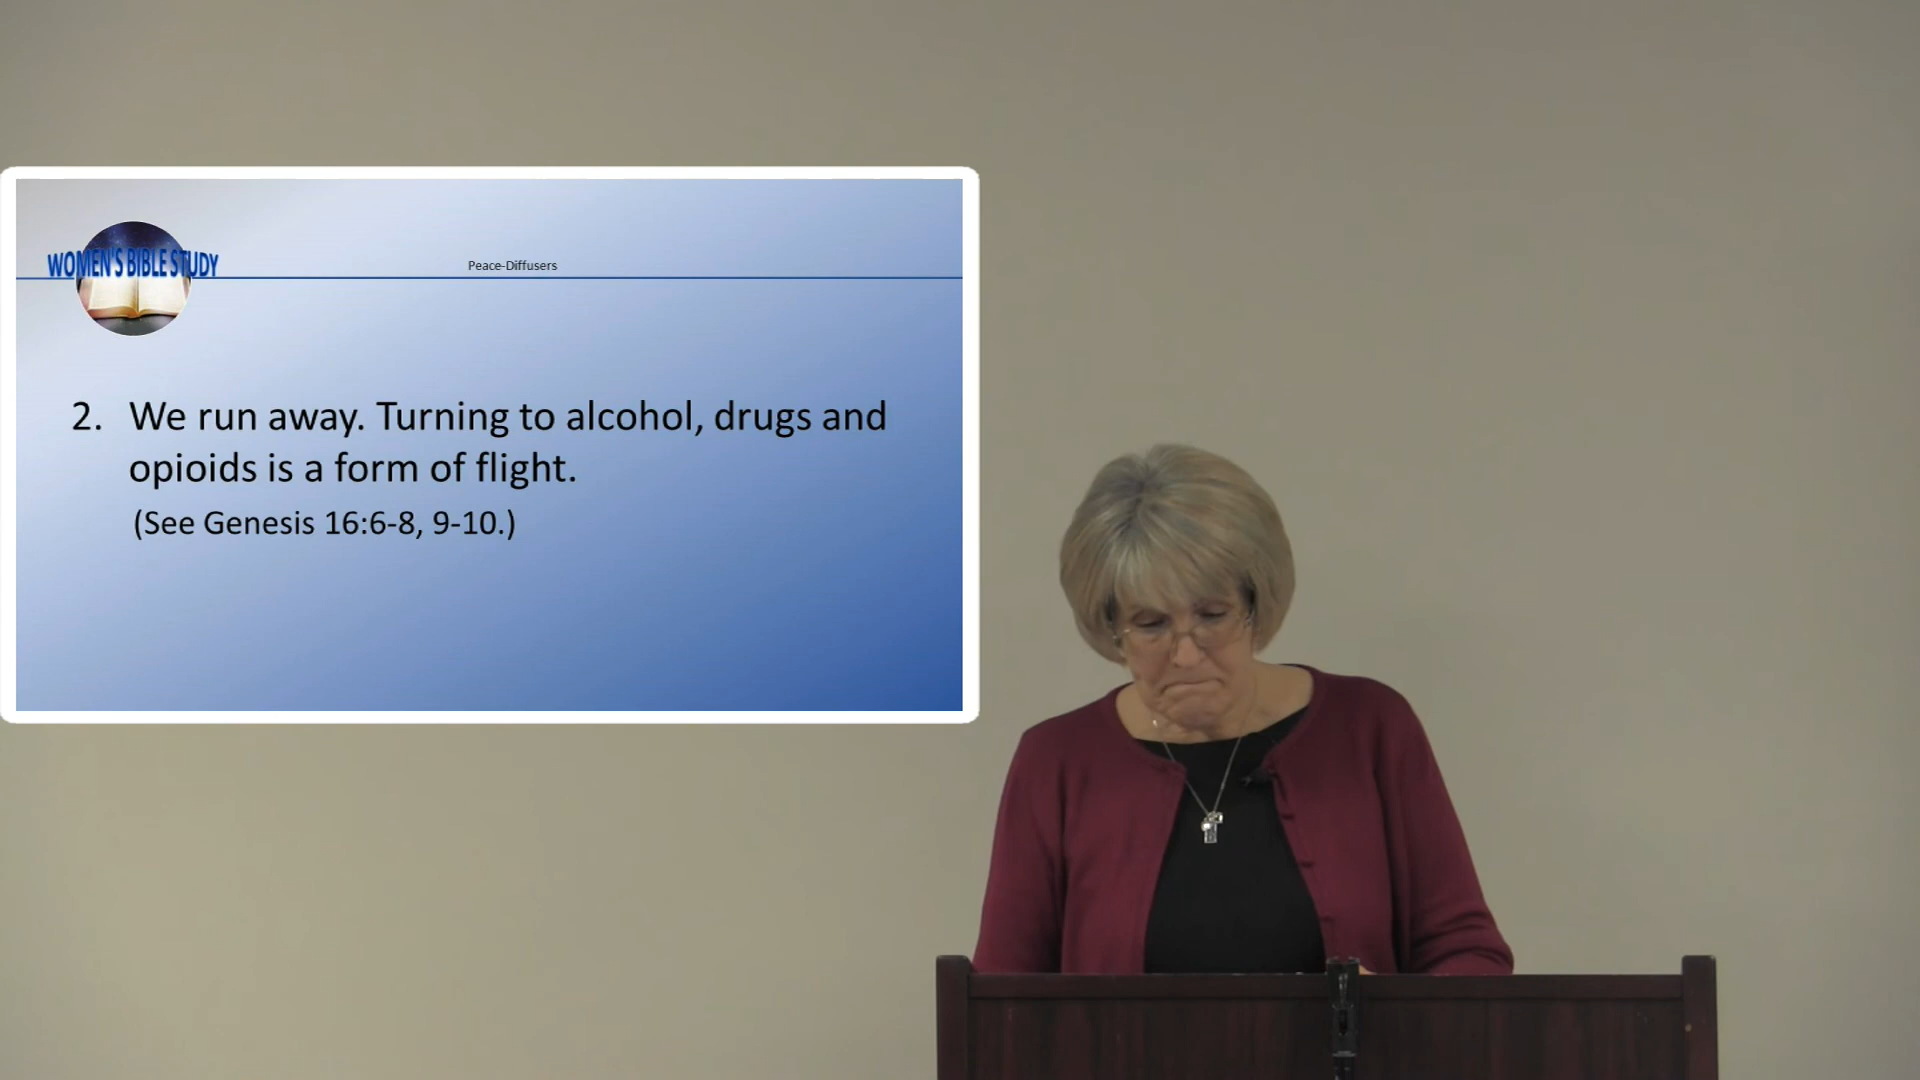 WOMEN'S BIBLE STUDY
Peace-Diffusers
2. We run away. Turning to alcohol, drugs and
opioids is a form of flight.
(See Genesis 16:6-8, 9-10.)